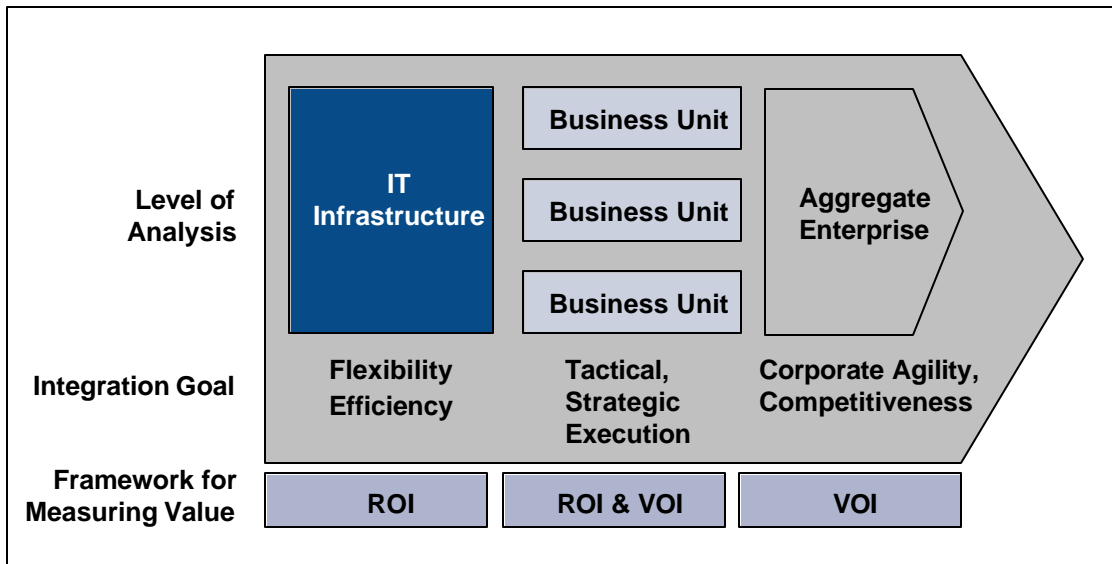 Level of
Analysis
IT
Infrastructure
Business Unit
Business Unit
Business Unit
Aggregate
Enterprise
Integration Goal
Flexibility
Efficiency
Tactical,
Strategic
Execution
Corporate Agility,
Competitiveness
Framework for
Measuring Value
ROI
ROI & VOI
VOI